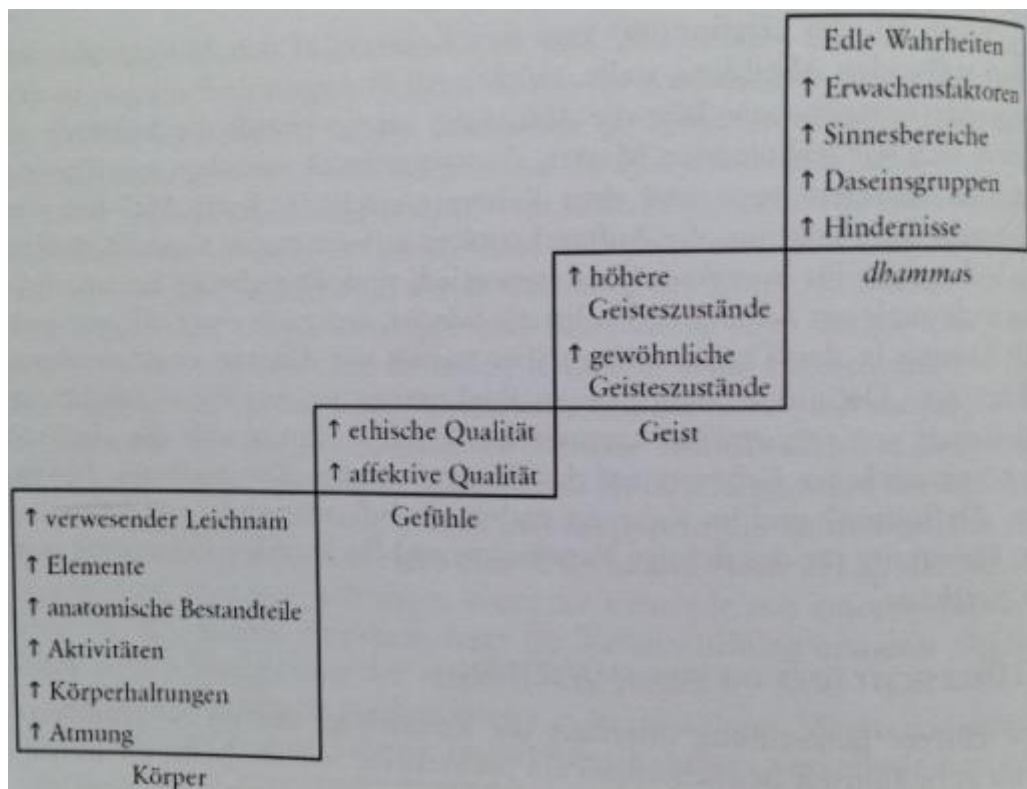 Edle Wahrheiten
↑ Erwachensfaktoren
↑ Sinnesbereiche
↑ Daseinsgruppen
↑ Hindernisse
dhammas
↑ höhere
Geisteszustände
↑ gewöhnliche
Geisteszustände
Geist
↑ ethische Qualität
↑ affektive Qualität
Gefühle
↑ verwesender Leichnam
↑ Elemente
↑ anatomische Bestandteile
↑ Aktivitäten
↑ Körperhaltungen
↑ Atmung
Körper